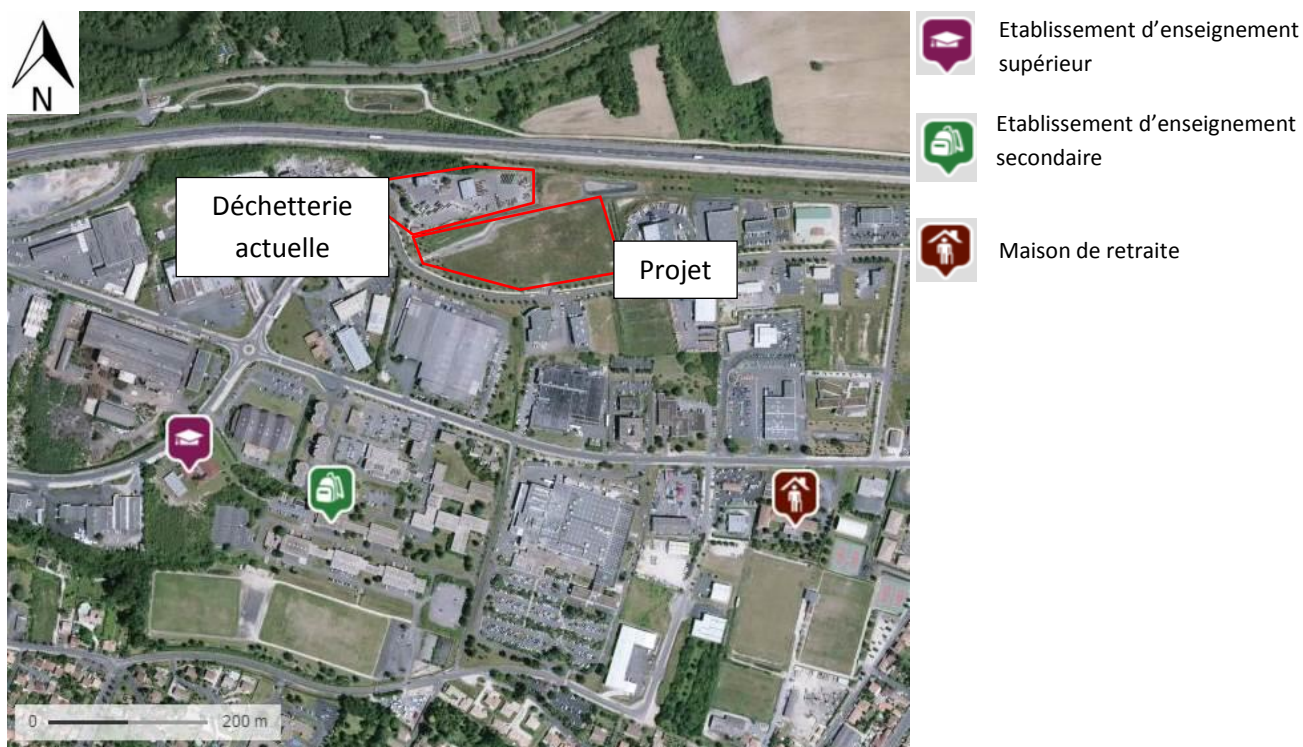 N
Déchetterie
actuelle
Projet
0 200 m
Etablissement d’enseignement
supérieur
Etablissement d’enseignement
secondaire
Maison de retraite